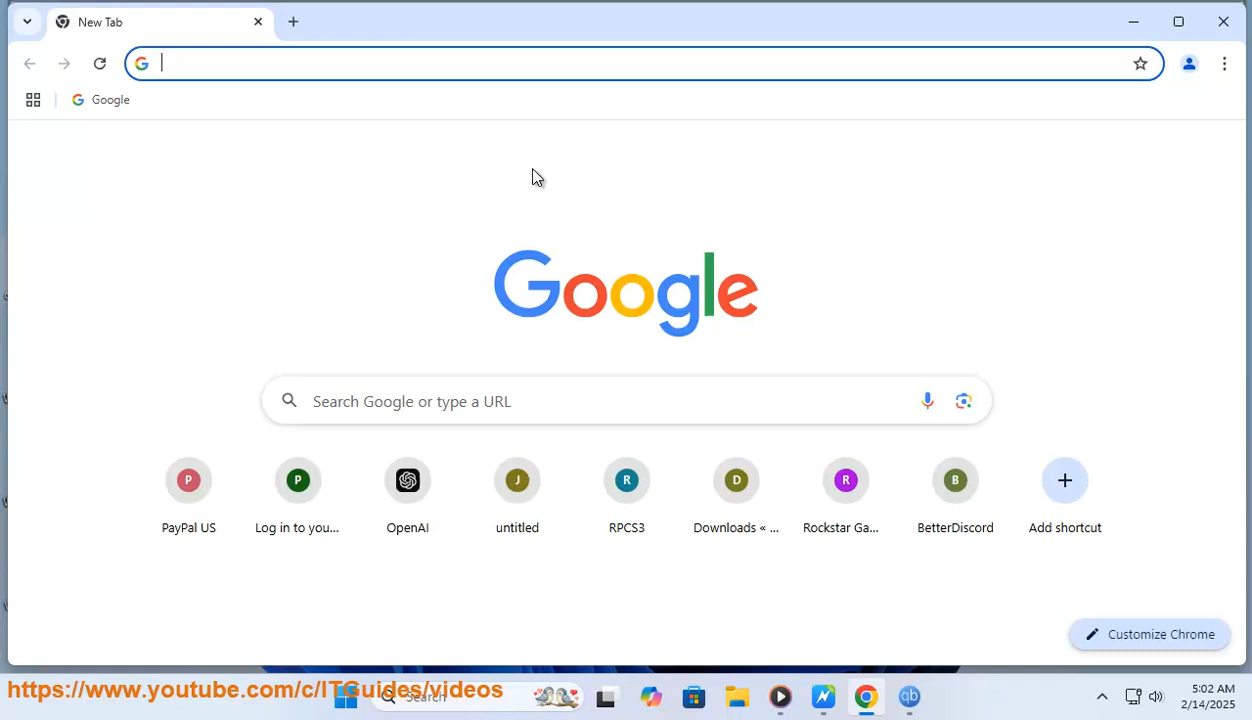 New Tab
Google
Google
Search Google or type a URL
P
P
J
R
D
R
B
PayPal US
Log in to you...
OpenAI
untitled
RPCS3
Downloads « ...
Rockstar Ga...
BetterDiscord
Add shortcut
Customize Chrome
https://www.youtube.com/c/ITGuides/videos
Search
qb
5:02 AM
2/14/2025